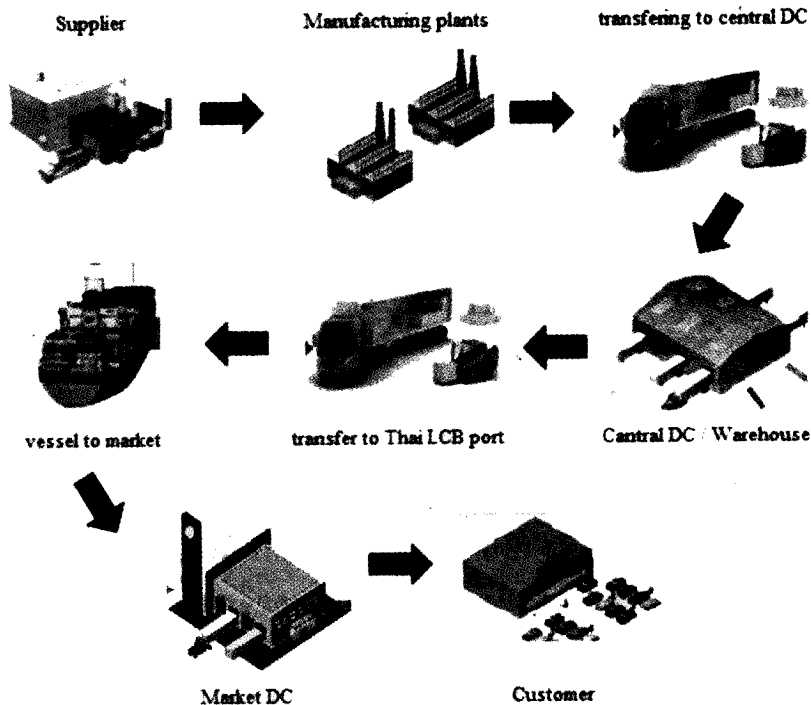 Supplier
Manufacturing plants
transfering to central DC
vessel to market
transfer to Thai LCB port
Cantral DC / Warehouse
Market DC
Customer